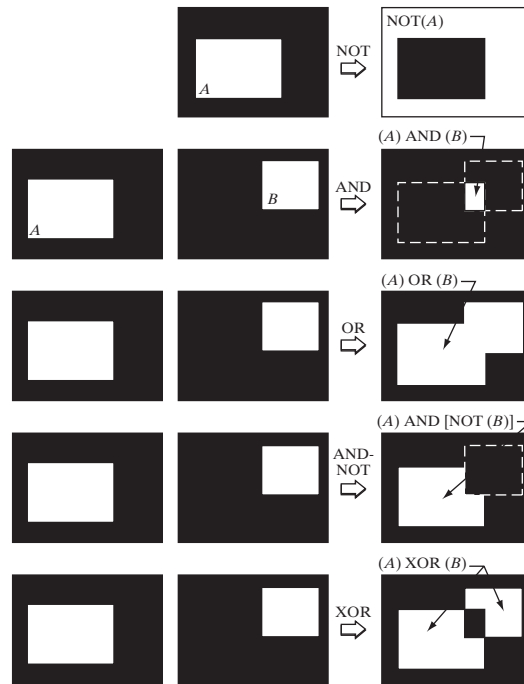 NOT
NOT(A)
A
(A) AND (B)
A
B
AND
(A) OR (B)
OR
(A) AND [NOT (B)]
AND-
NOT
(A) XOR (B)
XOR